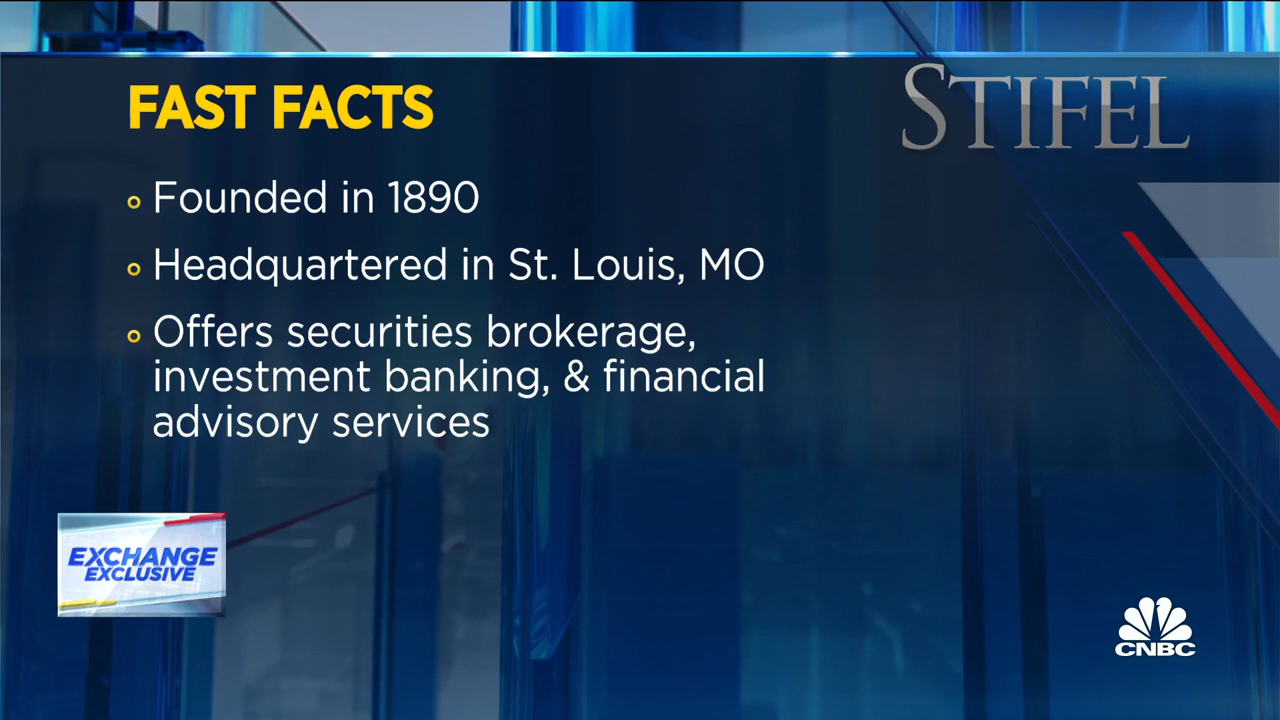 STIFEL
FAST FACTS
Founded in 1890
Headquartered in St. Louis, MO
Offers securities brokerage,
investment banking, & financial
advisory services
EXCHANGE
EXCLUSIVE
CNBC